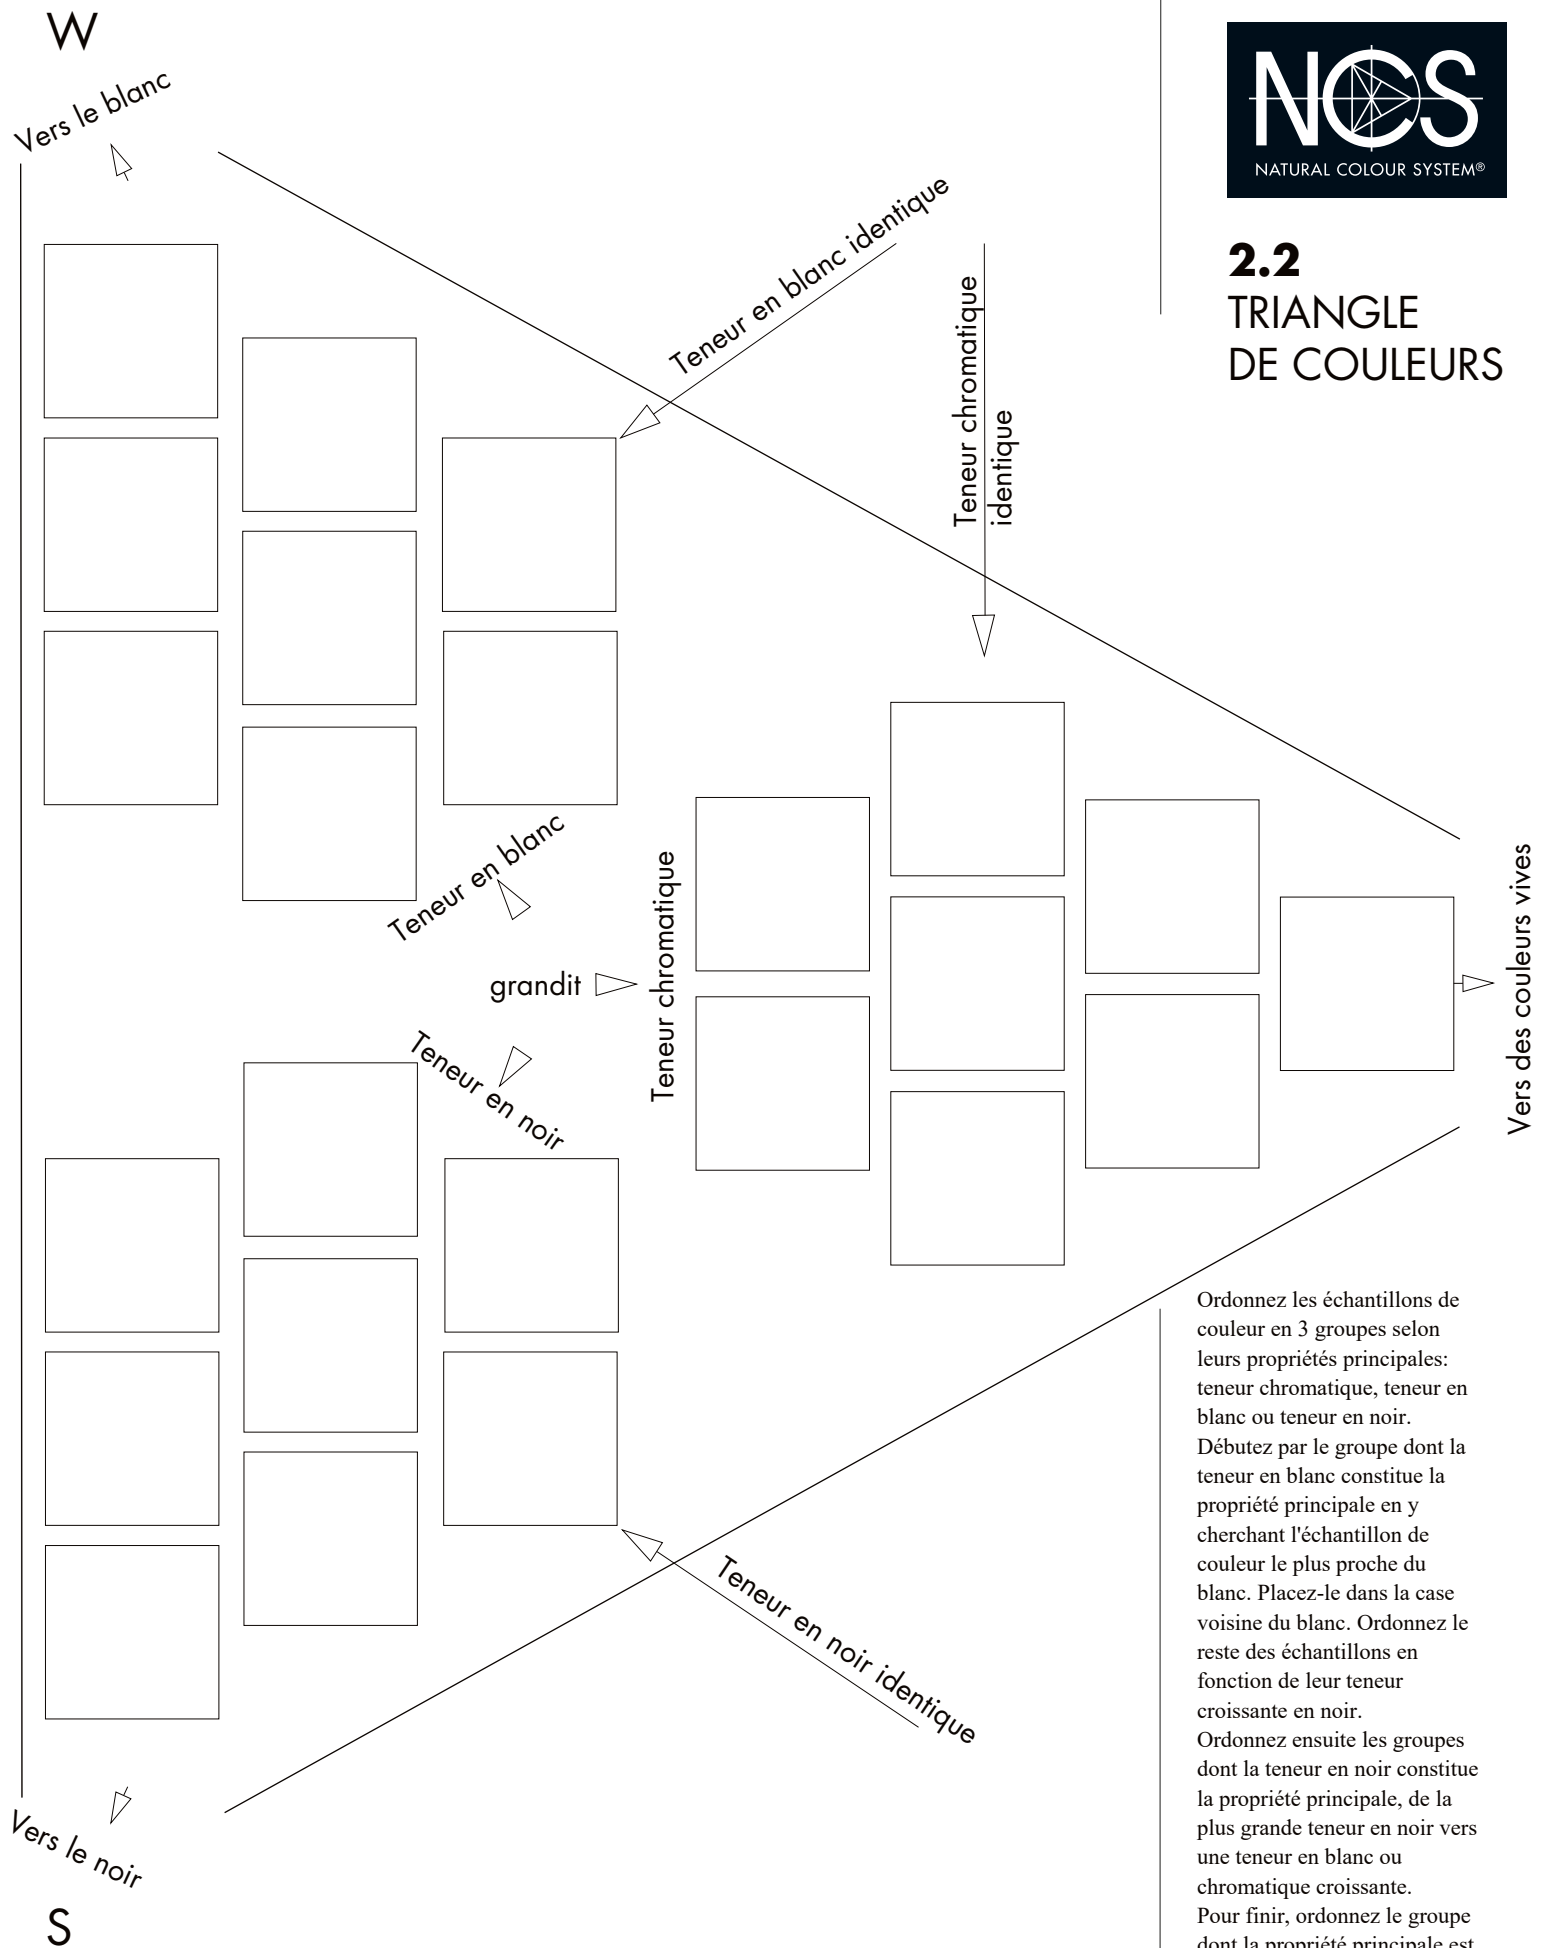 W
Vers le blanc
NCS
NATURAL COLOUR SYSTEM®
2.2
TRIANGLE
DE COULEURS
Teneur en blanc identique
Teneur chromatique
identique
Teneur en blanc
grandit
Teneur chromatique
Teneur en noir
Vers des couleurs vives
Teneur en noir identique
Vers le noir
S
Ordonnez les échantillons de
couleur en 3 groupes selon
leurs propriétés principales:
teneur chromatique, teneur en
blanc ou teneur en noir.
Débutez par le groupe dont la
teneur en blanc constitue la
propriété principale en y
cherchant l'échantillon de
couleur le plus proche du
blanc. Placez-le dans la case
voisine du blanc. Ordonnez le
reste des échantillons en
fonction de leur teneur
croissante en noir.
Ordonnez ensuite les groupes
dont la teneur en noir constitue
la propriété principale, de la
plus grande teneur en noir vers
une teneur en blanc ou
chromatique croissante.
Pour finir, ordonnez le groupe
dont la propriété principale est